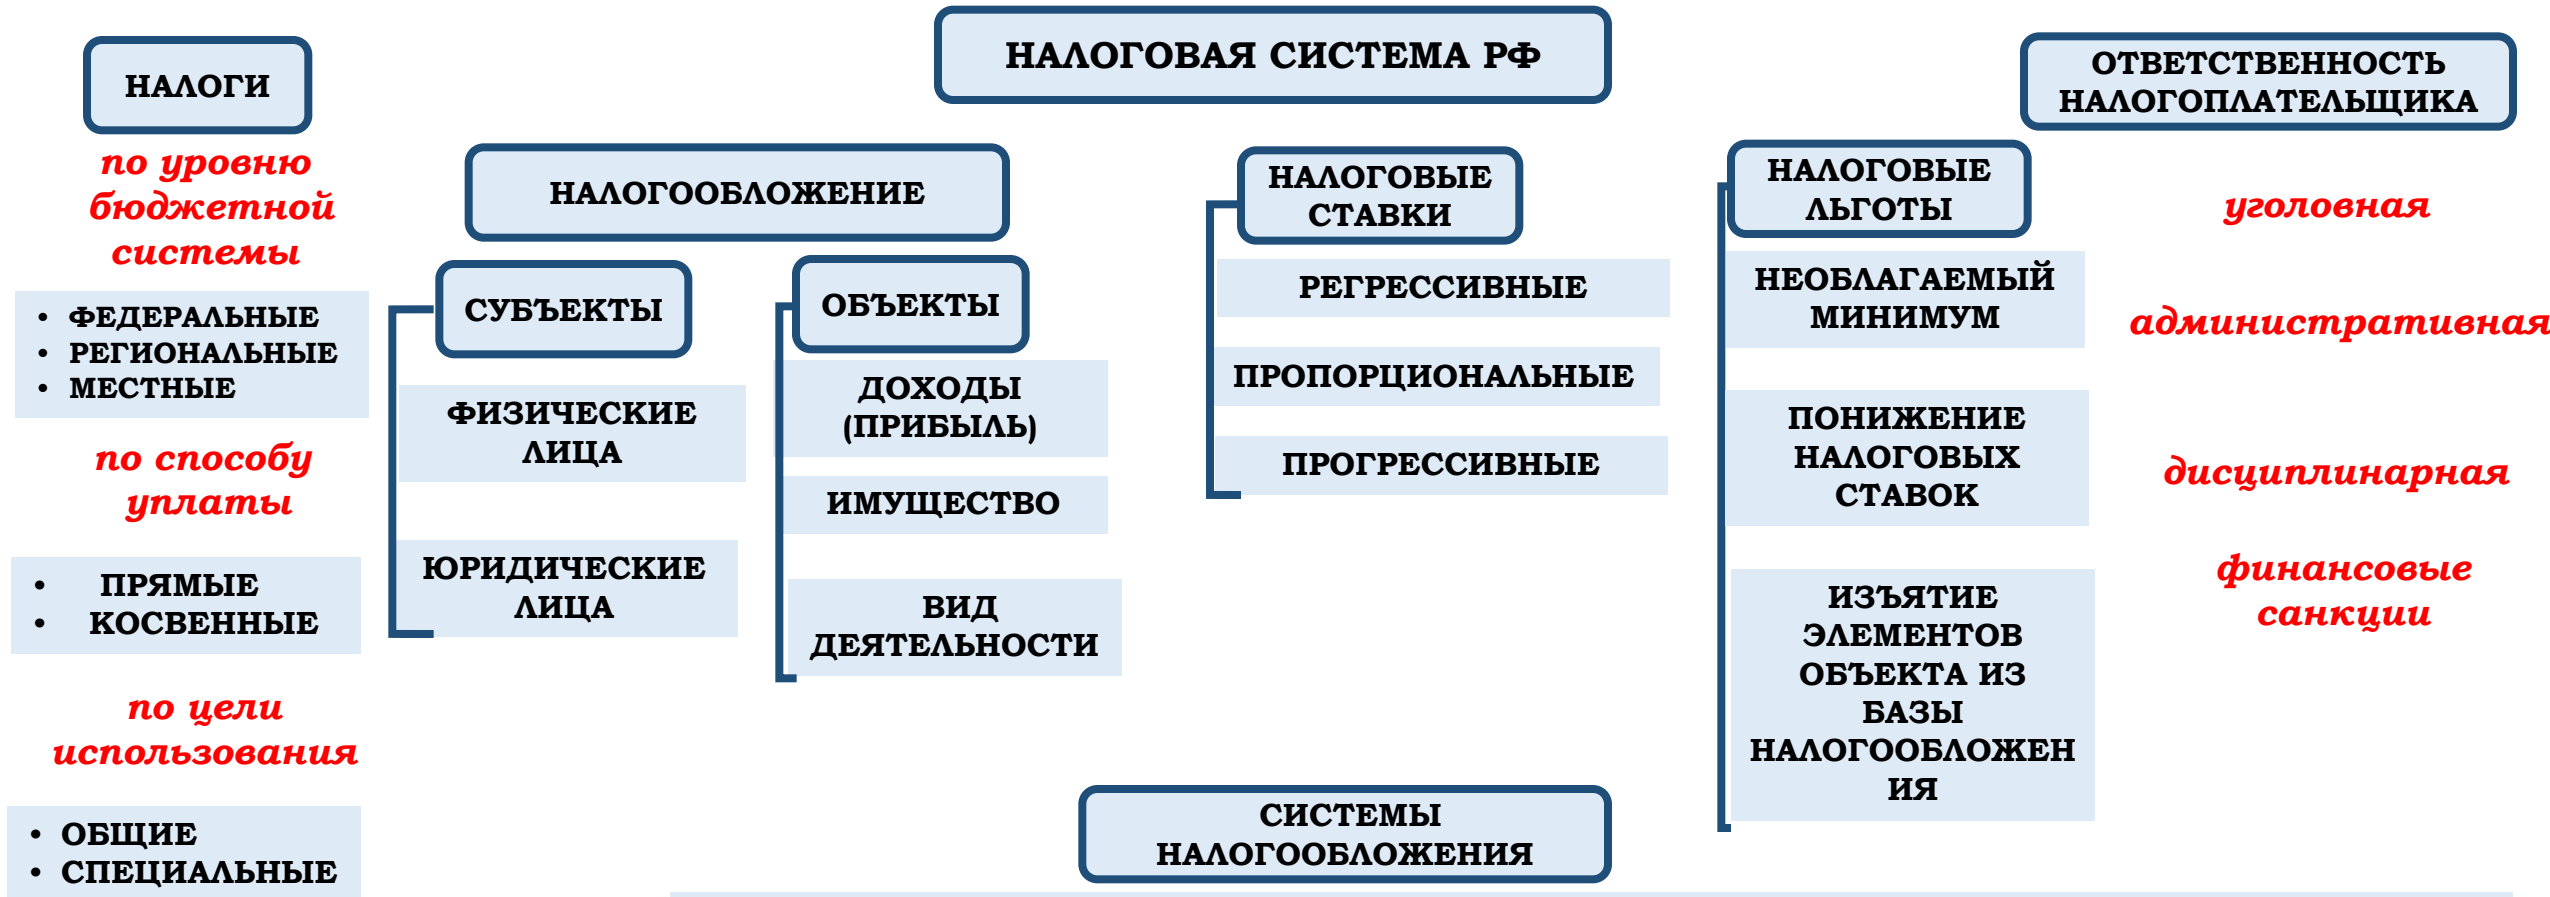 НАЛОГОВАЯ СИСТЕМА РФ
НАЛОГИ
по уровню
бюджетной
системы
• ФЕДЕРАЛЬНЫЕ
• РЕГИОНАЛЬНЫЕ
• МЕСТНЫЕ
по способу
уплаты
• ПРЯМЫЕ
• КОСВЕННЫЕ
по цели
использования
• ОБЩИЕ
• СПЕЦИАЛЬНЫЕ
НАЛОГООБЛОЖЕНИЕ
СУБЪЕКТЫ
ФИЗИЧЕСКИЕ
ЛИЦА
ЮРИДИЧЕСКИЕ
ЛИЦА
ОБЪЕКТЫ
ДОХОДЫ
(ПРИБЫЛЬ)
ИМУЩЕСТВО
ВИД
ДЕЯТЕЛЬНОСТИ
НАЛОГОВЫЕ
СТАВКИ
РЕГРЕССИВНЫЕ
ПРОПОРЦИОНАЛЬНЫЕ
ПРОГРЕССИВНЫЕ
НАЛОГОВЫЕ
ЛЬГОТЫ
НЕОБЛАГАЕМЫЙ
МИНИМУМ
ПОНИЖЕНИЕ
НАЛОГОВЫХ
СТАВОК
ИЗЪЯТИЕ
ЭЛЕМЕНТОВ
ОБЪЕКТА ИЗ
БАЗЫ
НАЛОГООБЛОЖЕН
ИЯ
ОТВЕТСТВЕННОСТЬ
НАЛОГОПЛАТЕЛЬЩИКА
уголовная
административная
дисциплинарная
финансовые
санкции
СИСТЕМЫ
НАЛОГООБЛОЖЕНИЯ